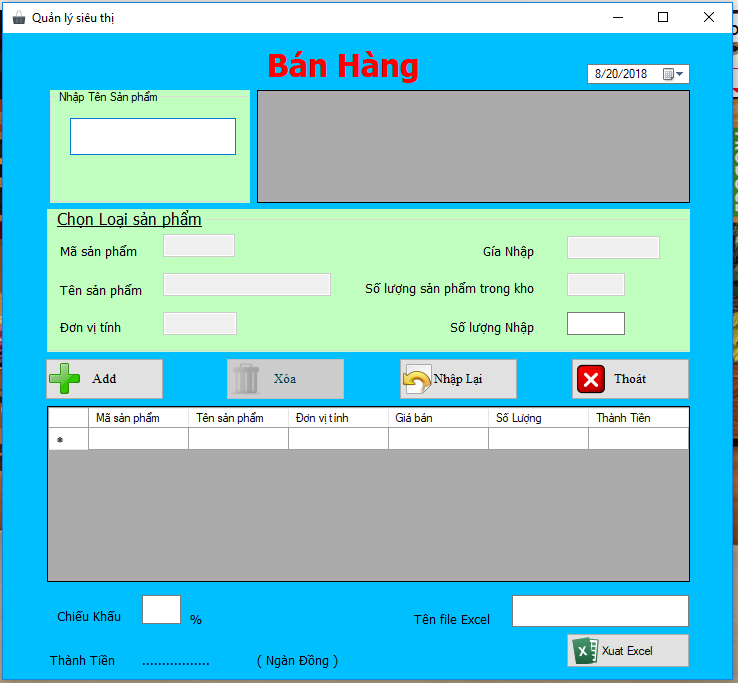 Quản lý siêu thị
Bán Hàng
8/20/2018
Nhập Tên Sản phẩm
Chọn Loại sản phẩm
Mã sản phẩm
Gía Nhập
Tên sản phẩm
Số lượng sản phẩm trong kho
Đơn vị tính
Số lượng Nhập
Add
Xóa
Nhập Lại
Thoát
Mã sản phẩm
Tên sản phẩm
Đơn vị tính
Giá bán
Số Lượng
Thành Tiền
*
Chiếu Khấu
%
Tên file Excel
Xuat Excel
Thành Tiền
.................
( Ngàn Đồng )